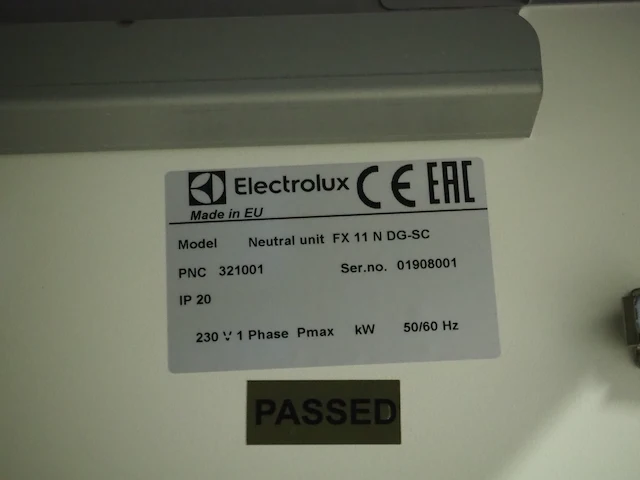 Electrolux CE EAC
Made in EU
Model Neutral unit FX 11 N DG-SC
PNC 321001 Ser.no. 01908001
IP 20
230 V 1 Phase Pmax kW 50/60 Hz
PASSED